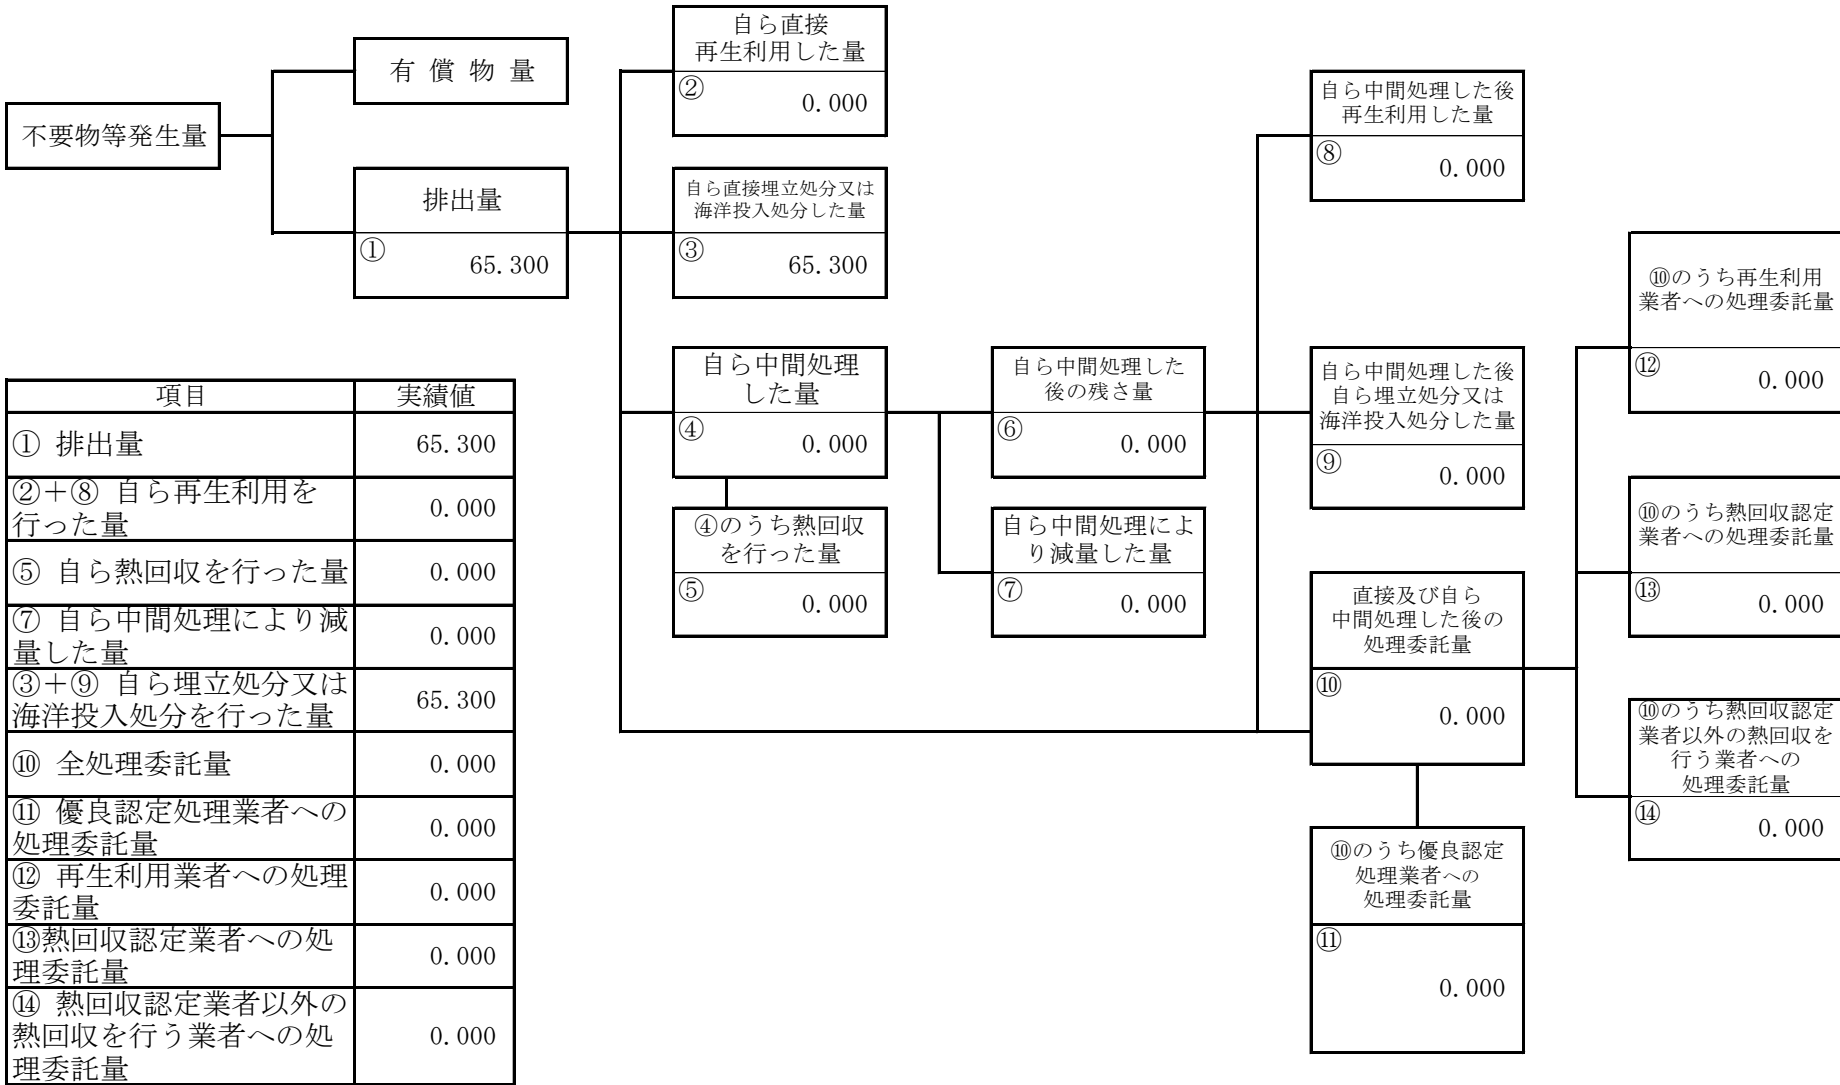 不要物等発生量
有 償 物 量
排出量
①
65.300
自ら直接
再生利用した量
②
0.000
自ら直接埋立処分又は
海洋投入処分した量
③
65.300
自ら中間処理
した量
④
0.000
④のうち熱回収
を行った量
⑤
0.000
自ら中間処理した
後の残さ量
⑥
0.000
自ら中間処理によ
り減量した量
⑦
0.000
自ら中間処理した後
再生利用した量
⑧
0.000
自ら中間処理した後
自ら埋立処分又は
海洋投入処分した量
⑨
0.000
直接及び自ら
中間処理した後の
処理委託量
⑩
0.000
⑩のうち優良認定
処理業者への
処理委託量
⑪
0.000
⑩のうち再生利用
業者への処理委託量
⑫
0.000
⑩のうち熱回収認定
業者への処理委託量
⑬
0.000
⑩のうち熱回収認定
業者以外の熱回収を
行う業者への
処理委託量
⑭
0.000
項目 実績値
① 排出量 65.300
②+⑧ 自ら再生利用を
行った量 0.000
⑤ 自ら熱回収を行った量 0.000
⑦ 自ら中間処理により減
量した量 0.000
③+⑨ 自ら埋立処分又は
海洋投入処分を行った量 65.300
⑩ 全処理委託量 0.000
⑪ 優良認定処理業者への
処理委託量 0.000
⑫ 再生利用業者への処理
委託量 0.000
⑬熱回収認定業者への処
理委託量 0.000
⑭ 熱回収認定業者以外の
熱回収を行う業者への処
理委託量 0.000